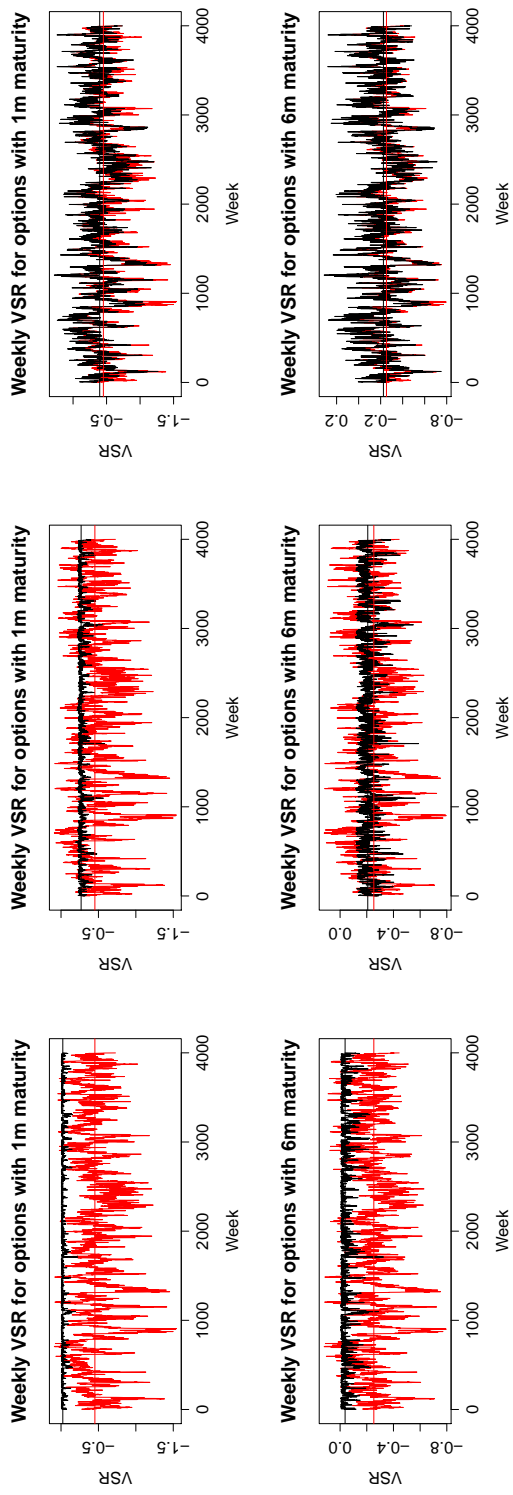 Weekly VSR for options with 1m maturity
VSR
−0.5
−1.5
0 1000 2000 3000 4000
Week
Weekly VSR for options with 1m maturity
VSR
−0.5
−1.5
0 1000 2000 3000 4000
Week
Weekly VSR for options with 1m maturity
VSR
−0.5
−1.5
0 1000 2000 3000 4000
Week
Weekly VSR for options with 6m maturity
VSR
0.0
−0.4
−0.8
0 1000 2000 3000 4000
Week
Weekly VSR for options with 6m maturity
VSR
0.0
−0.4
−0.8
0 1000 2000 3000 4000
Week
Weekly VSR for options with 6m maturity
VSR
0.2
−0.2
−0.8
0 1000 2000 3000 4000
Week